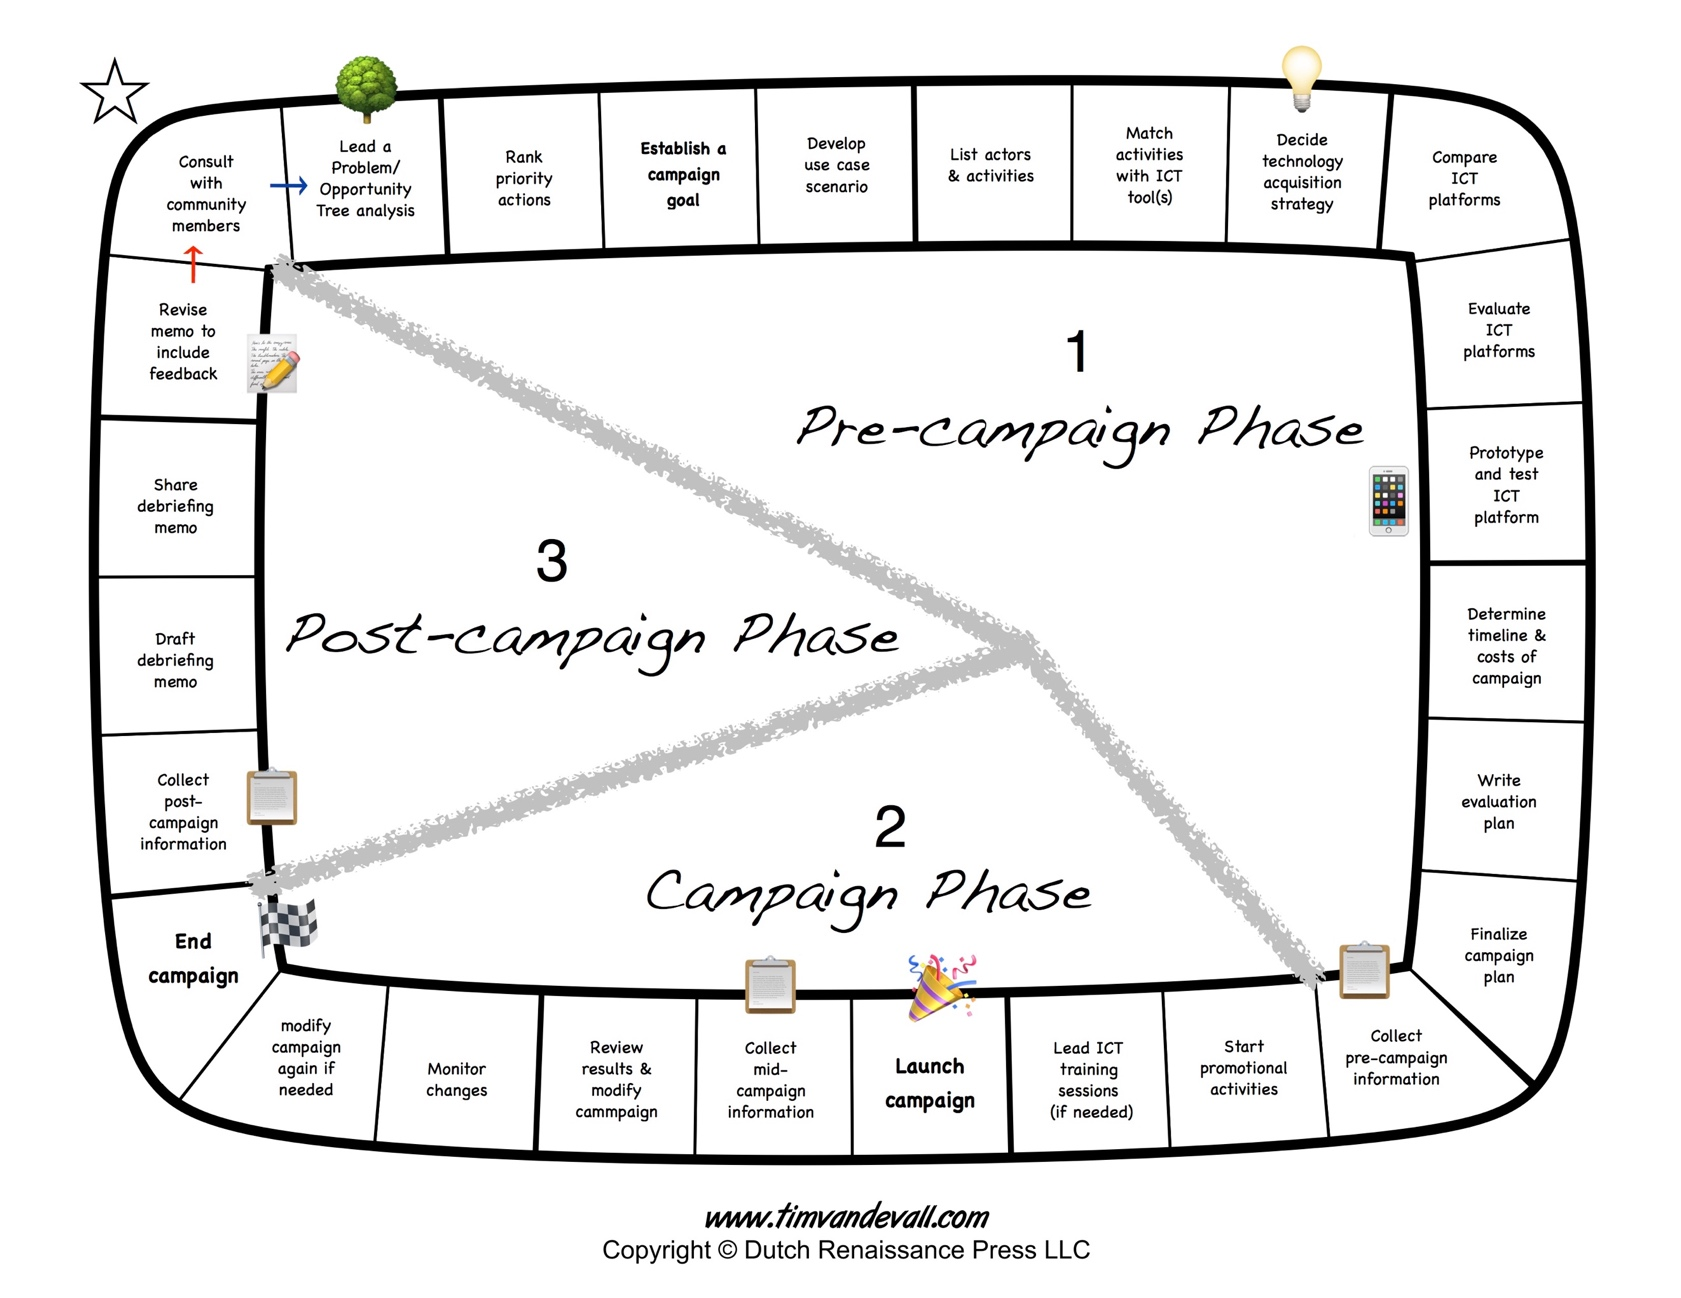 Consult
with
community
members
Lead a
Problem/
Opportunity
Tree analysis
Rank
priority
actions
Establish a
campaign
goal
Develop
use case
scenario
List actors
& activities
Match
activities
with ICT
tool(s)
Decide
technology
acquisition
strategy
Compare
ICT
platforms
Evaluate
ICT
platforms
Prototype
and test
ICT
platform
Determine
timeline &
costs of
campaign
Write
evaluation
plan
Finalize
campaign
plan
Collect
pre-campaign
information
Start
promotional
activities
Lead ICT
training
sessions
(if needed)
Launch
campaign
Collect
mid-
campaign
information
Review
results &
modify
cammpaign
Monitor
changes
modify
campaign
again if
needed
End
campaign
Collect
post-
campaign
information
Draft
debriefing
memo
Share
debriefing
memo
Revise
memo to
include
feedback
1
Pre-campaign Phase
2
Campaign Phase
3
Post-campaign Phase
www.timvandevall.com
Copyright © Dutch Renaissance Press LLC